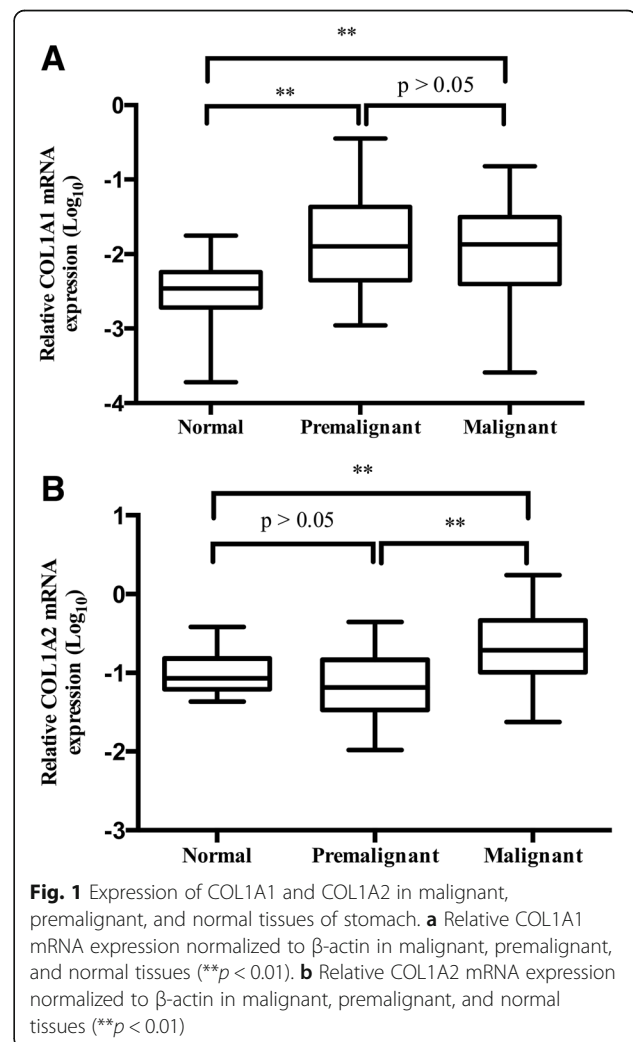 A
**
**
p > 0.05
Relative COL1A1 mRNA
expression (Log10)
0
-1
-2
-3
-4
Normal Premalignant Malignant
B
**
p > 0.05
**
Relative COL1A2 mRNA
expression (Log10)
1
0
-1
-2
-3
Normal Premalignant Malignant
Fig. 1 Expression of COL1A1 and COL1A2 in malignant,
premalignant, and normal tissues of stomach. a Relative COL1A1
mRNA expression normalized to β-actin in malignant, premalignant,
and normal tissues (**p < 0.01). b Relative COL1A2 mRNA expression
normalized to β-actin in malignant, premalignant, and normal
tissues (**p < 0.01)